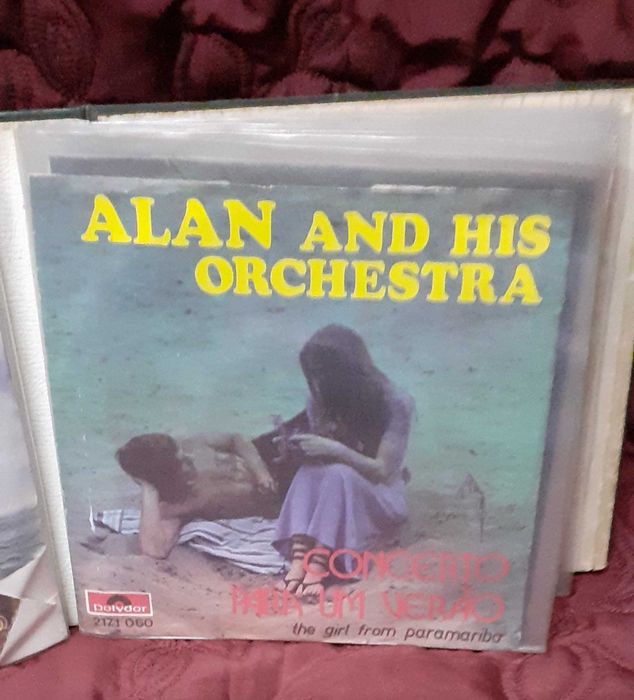 ALAN AND HIS
ORCHESTRA
CONCERTO
PARA UM VERÃO
the girl from paramaribo
Polydor
2121 060